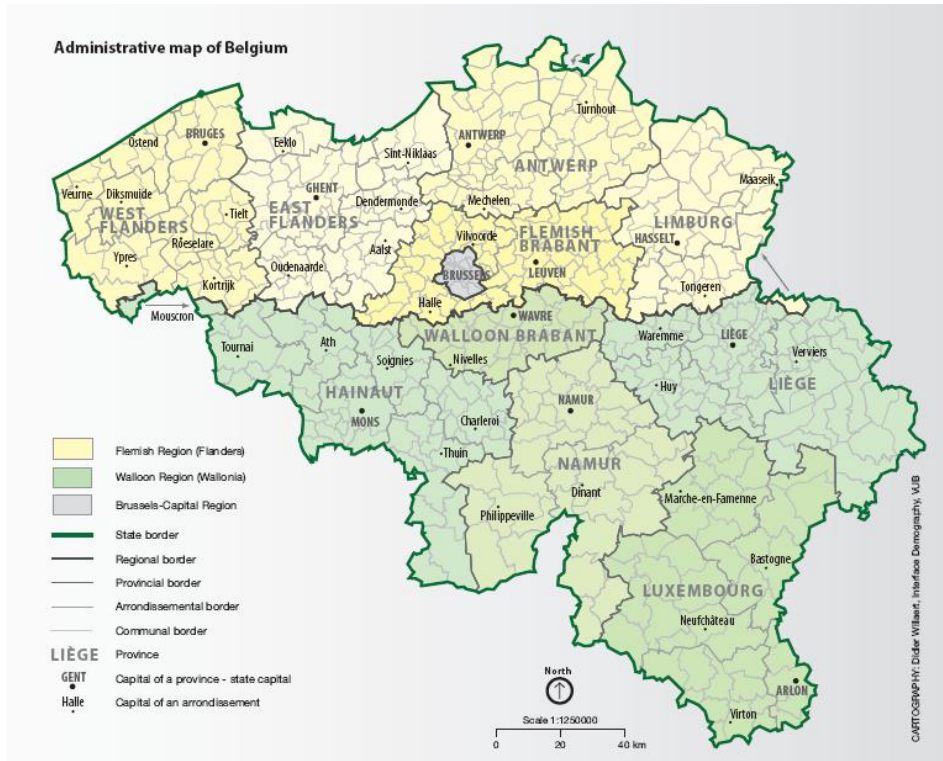 Administrative map of Belgium
Turnhout
Ostend
BRUGES
Eeklo
ANTWERP
Sint-Niklaas
ANTWERP
Maaseik
Veurne
Diksmuide
GHENT
Dendermonde
Mechelen
WEST
FLANDERS
Tielt
EAST
FLANDERS
LIMBURG
Vilvoorde
FLEMISH
BRABANT
HASSELT
Roeselare
Aalst
Ypres
Oudenaarde
BRUSSELS
LEUVEN
Kortrijk
Halle
Tongeren
Mouscron
WAVRE
WALLOON BRABANT
Waremme
LIÈGE
Tournai
Ath
Soignies
Nivelles
Verviers
HAINAUT
Huy
LIÈGE
MONS
Charleroi
NAMUR
Thuin
NAMUR
Dinant
Marche-en-Famenne
Philippeville
Bastogne
LUXEMBOURG
Neufchâteau
ARLON
Virton
Flemish Region (Flanders)
Walloon Region (Wallonia)
Brussels-Capital Region
State border
Regional border
Provincial border
Arrondissemental border
Communal border
LIÈGE Province
GENT Capital of a province - state capital
Halle Capital of an arrondissement
North
Scale 1:1250000
0 20 40 km
CARTOGRAPHY: Didier Willaert, Interface Demography, VUB